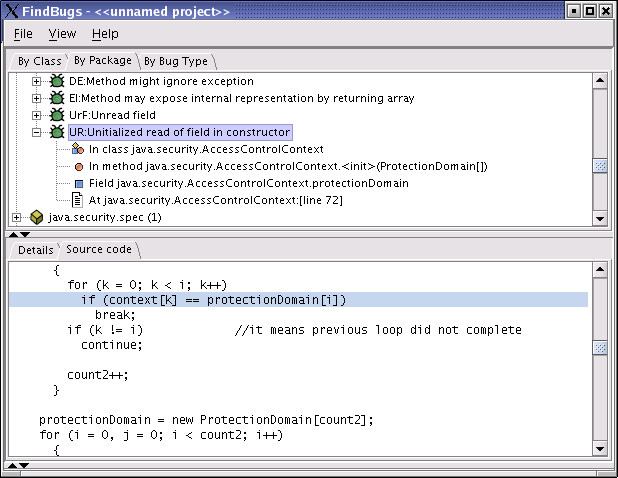 FindBugs - <<unnamed project>>
File View Help
By Class By Package By Bug Type
DE:Method might ignore exception
EI:Method may expose internal representation by returning array
UrF:Unread field
UR:Unitialized read of field in constructor
In class java.security.AccessControlContext
In method java.security.AccessControlContext.<init>(ProtectionDomain[])
Field java.security.AccessControlContext.protectionDomain
At java.security.AccessControlContext:[line 72]
java.security.spec (1)
Details Source code
{
for (k = 0; k < i; k++)
if (context[k] == protectionDomain[i])
break;
if (k != i) //it means previous loop did not complete
continue;
count2++;
}
protectionDomain = new ProtectionDomain[count2];
for (i = 0, j = 0; i < count2; i++)
{